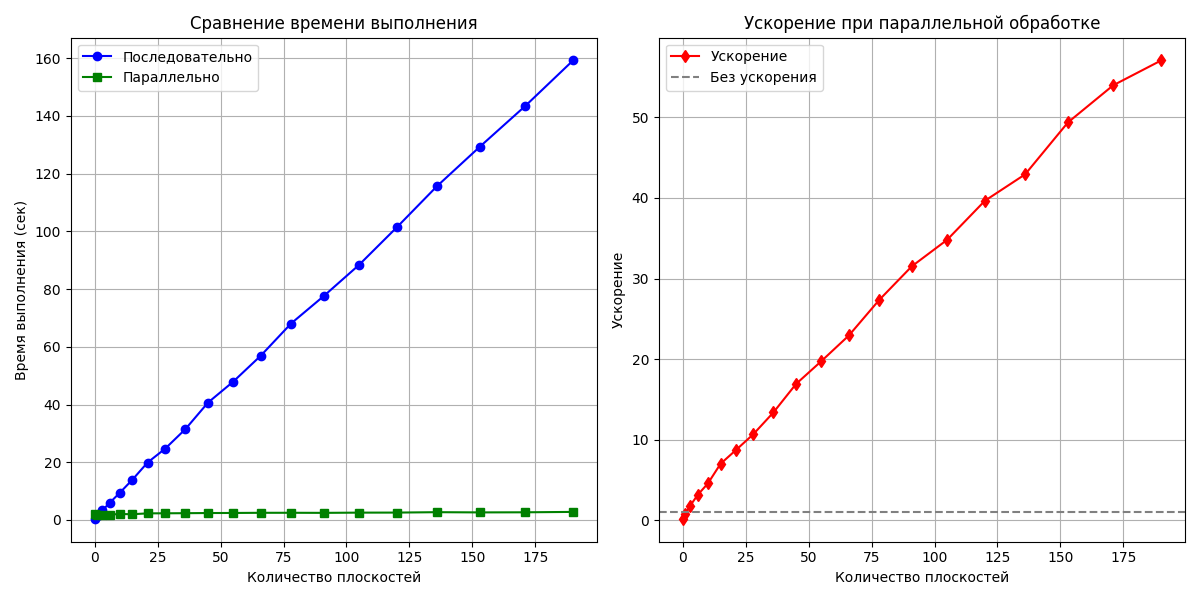 Сравнение времени выполнения
Последовательно
Параллельно
Время выполнения (сек)
160
140
120
100
80
60
40
20
0
0 25 50 75 100 125 150 175
Количество плоскостей
Ускорение при параллельной обработке
Ускорение
Без ускорения
Ускорение
50
40
30
20
10
0
0 25 50 75 100 125 150 175
Количество плоскостей